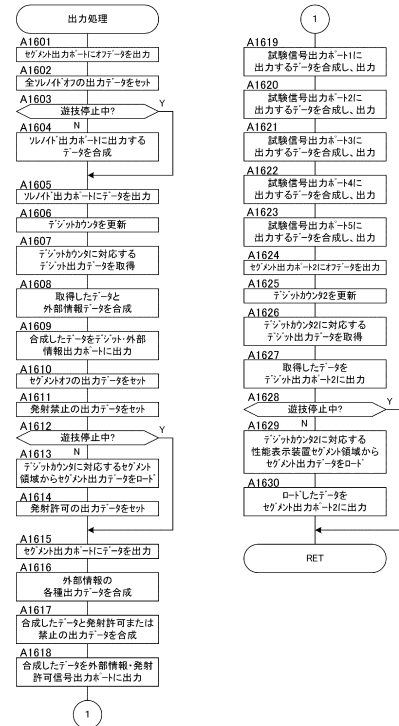 出力処理
A1601
セグメント出力ポートにオフデータを出力
A1602
全ソレノイドオフの出力データをセット
A1603
遊技停止中?
Y
N
A1604
ソレノイド出力ポートに出力する
データを合成
A1605
ソレノイド出力ポートにデータを出力
A1606
デジットカウンタを更新
A1607
デジットカウンタに対応する
デジット出力データを取得
A1608
取得したデータと
外部情報データを合成
A1609
合成したデータをデジット・外部
情報出力ポートに出力
A1610
セグメントオフの出力データをセット
A1611
発射禁止の出力データをセット
A1612
遊技停止中?
Y
N
A1613
デジットカウンタに対応するセグメント
領域からセグメント出力データをロード
A1614
発射許可の出力データをセット
A1615
セグメント出力ポートにデータを出力
A1616
外部情報の
各種出力データを合成
A1617
合成したデータと発射許可または
禁止の出力データを合成
A1618
合成したデータを外部情報・発射
許可信号出力ポートに出力
1
1
A1619
試験信号出力ポート1に
出力するデータを合成し、出力
A1620
試験信号出力ポート2に
出力するデータを合成し、出力
A1621
試験信号出力ポート3に
出力するデータを合成し、出力
A1622
試験信号出力ポート4に
出力するデータを合成し、出力
A1623
試験信号出力ポート5に
出力するデータを合成し、出力
A1624
セグメント出力ポート2にオフデータを出力
A1625
デジットカウンタ2を更新
A1626
デジットカウンタ2に対応する
デジット出力データを取得
A1627
取得したデータを
デジット出力ポート2に出力
A1628
遊技停止中?
Y
N
A1629
デジットカウンタ2に対応する
性能表示装置セグメント領域から
セグメント出力データをロード
A1630
ロードしたデータを
セグメント出力ポート2に出力
RET